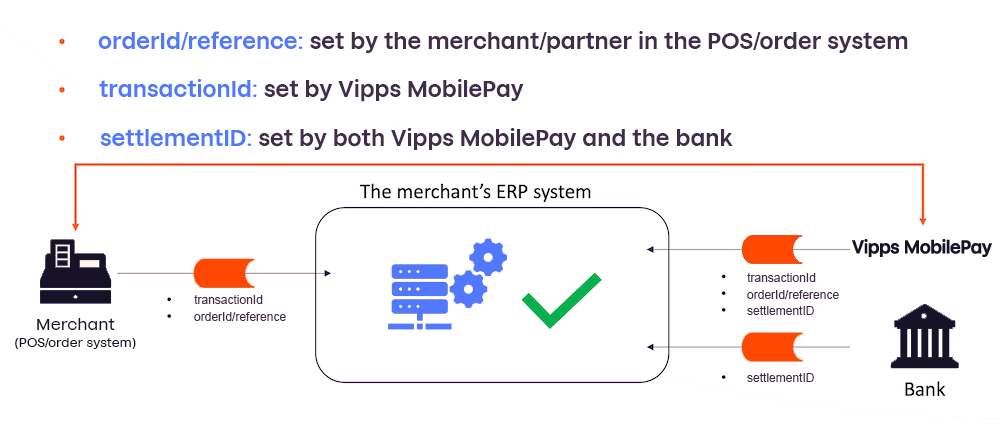 • orderId/reference: set by the merchant/partner in the POS/order system
• transactionId: set by Vipps MobilePay
• settlementID: set by both Vipps MobilePay and the bank
The merchant's ERP system
Vipps MobilePay
• transactionId
• orderId/reference
• settlementID
• transactionId
• orderId/reference
Merchant
(POS/order system)
• settlementID
Bank